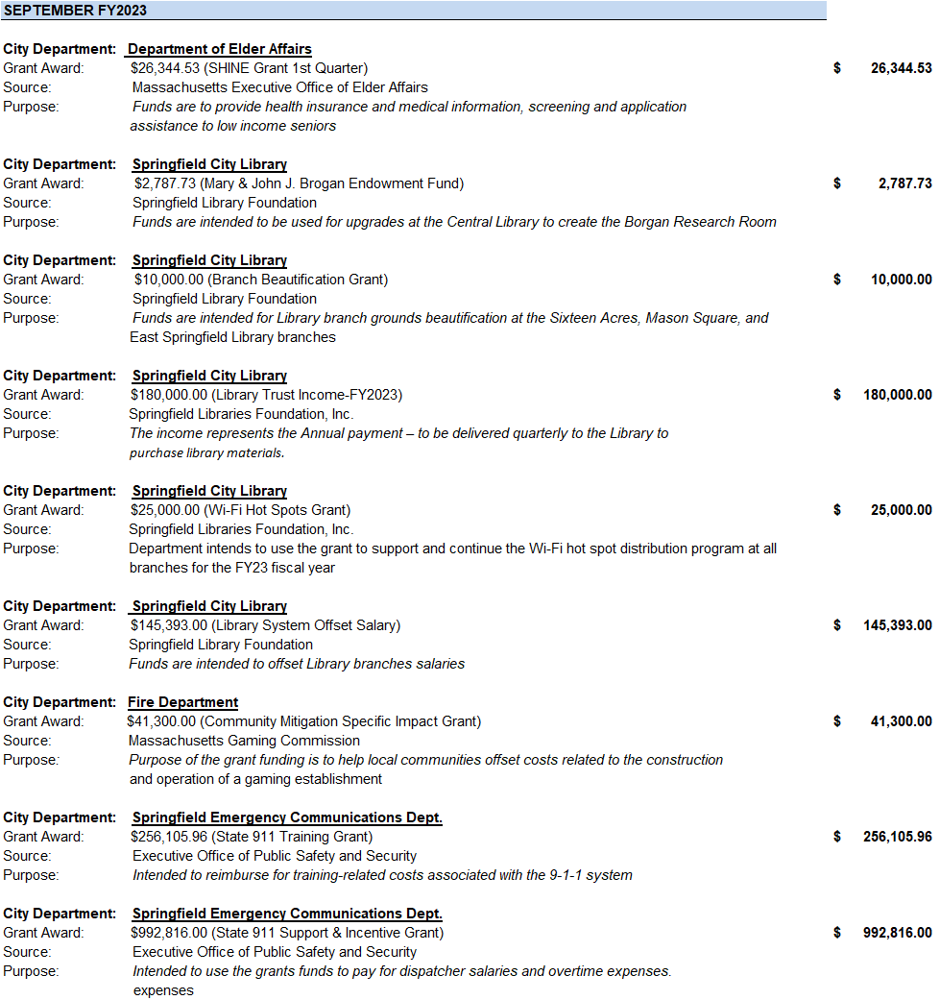 SEPTEMBER FY2023
City Department: Department of Elder Affairs
Grant Award: $26,344.53 (SHINE Grant 1st Quarter) $ 26,344.53
Source: Massachusetts Executive Office of Elder Affairs
Purpose: Funds are to provide health insurance and medical information, screening and application
assistance to low income seniors
City Department: Springfield City Library
Grant Award: $2,787.73 (Mary & John J. Brogan Endowment Fund) $ 2,787.73
Source: Springfield Library Foundation
Purpose: Funds are intended to be used for upgrades at the Central Library to create the Borgan Research Room
City Department: Springfield City Library
Grant Award: $10,000.00 (Branch Beautification Grant) $ 10,000.00
Source: Springfield Library Foundation
Purpose: Funds are intended for Library branch grounds beautification at the Sixteen Acres, Mason Square, and
East Springfield Library branches
City Department: Springfield City Library
Grant Award: $180,000.00 (Library Trust Income-FY2023) $ 180,000.00
Source: Springfield Libraries Foundation, Inc.
Purpose: The income represents the Annual payment – to be delivered quarterly to the Library to
purchase library materials.
City Department: Springfield City Library
Grant Award: $25,000.00 (Wi-Fi Hot Spots Grant) $ 25,000.00
Source: Springfield Libraries Foundation, Inc.
Purpose: Department intends to use the grant to support and continue the Wi-Fi hot spot distribution program at all
branches for the FY23 fiscal year
City Department: Springfield City Library
Grant Award: $145,393.00 (Library System Offset Salary) $ 145,393.00
Source: Springfield Library Foundation
Purpose: Funds are intended to offset Library branches salaries
City Department: Fire Department
Grant Award: $41,300.00 (Community Mitigation Specific Impact Grant) $ 41,300.00
Source: Massachusetts Gaming Commission
Purpose: Purpose of the grant funding is to help local communities offset costs related to the construction
and operation of a gaming establishment
City Department: Springfield Emergency Communications Dept.
Grant Award: $256,105.96 (State 911 Training Grant) $ 256,105.96
Source: Executive Office of Public Safety and Security
Purpose: Intended to reimburse for training-related costs associated with the 9-1-1 system
City Department: Springfield Emergency Communications Dept.
Grant Award: $992,816.00 (State 911 Support & Incentive Grant) $ 992,816.00
Source: Executive Office of Public Safety and Security
Purpose: Intended to use the grants funds to pay for dispatcher salaries and overtime expenses.
expenses